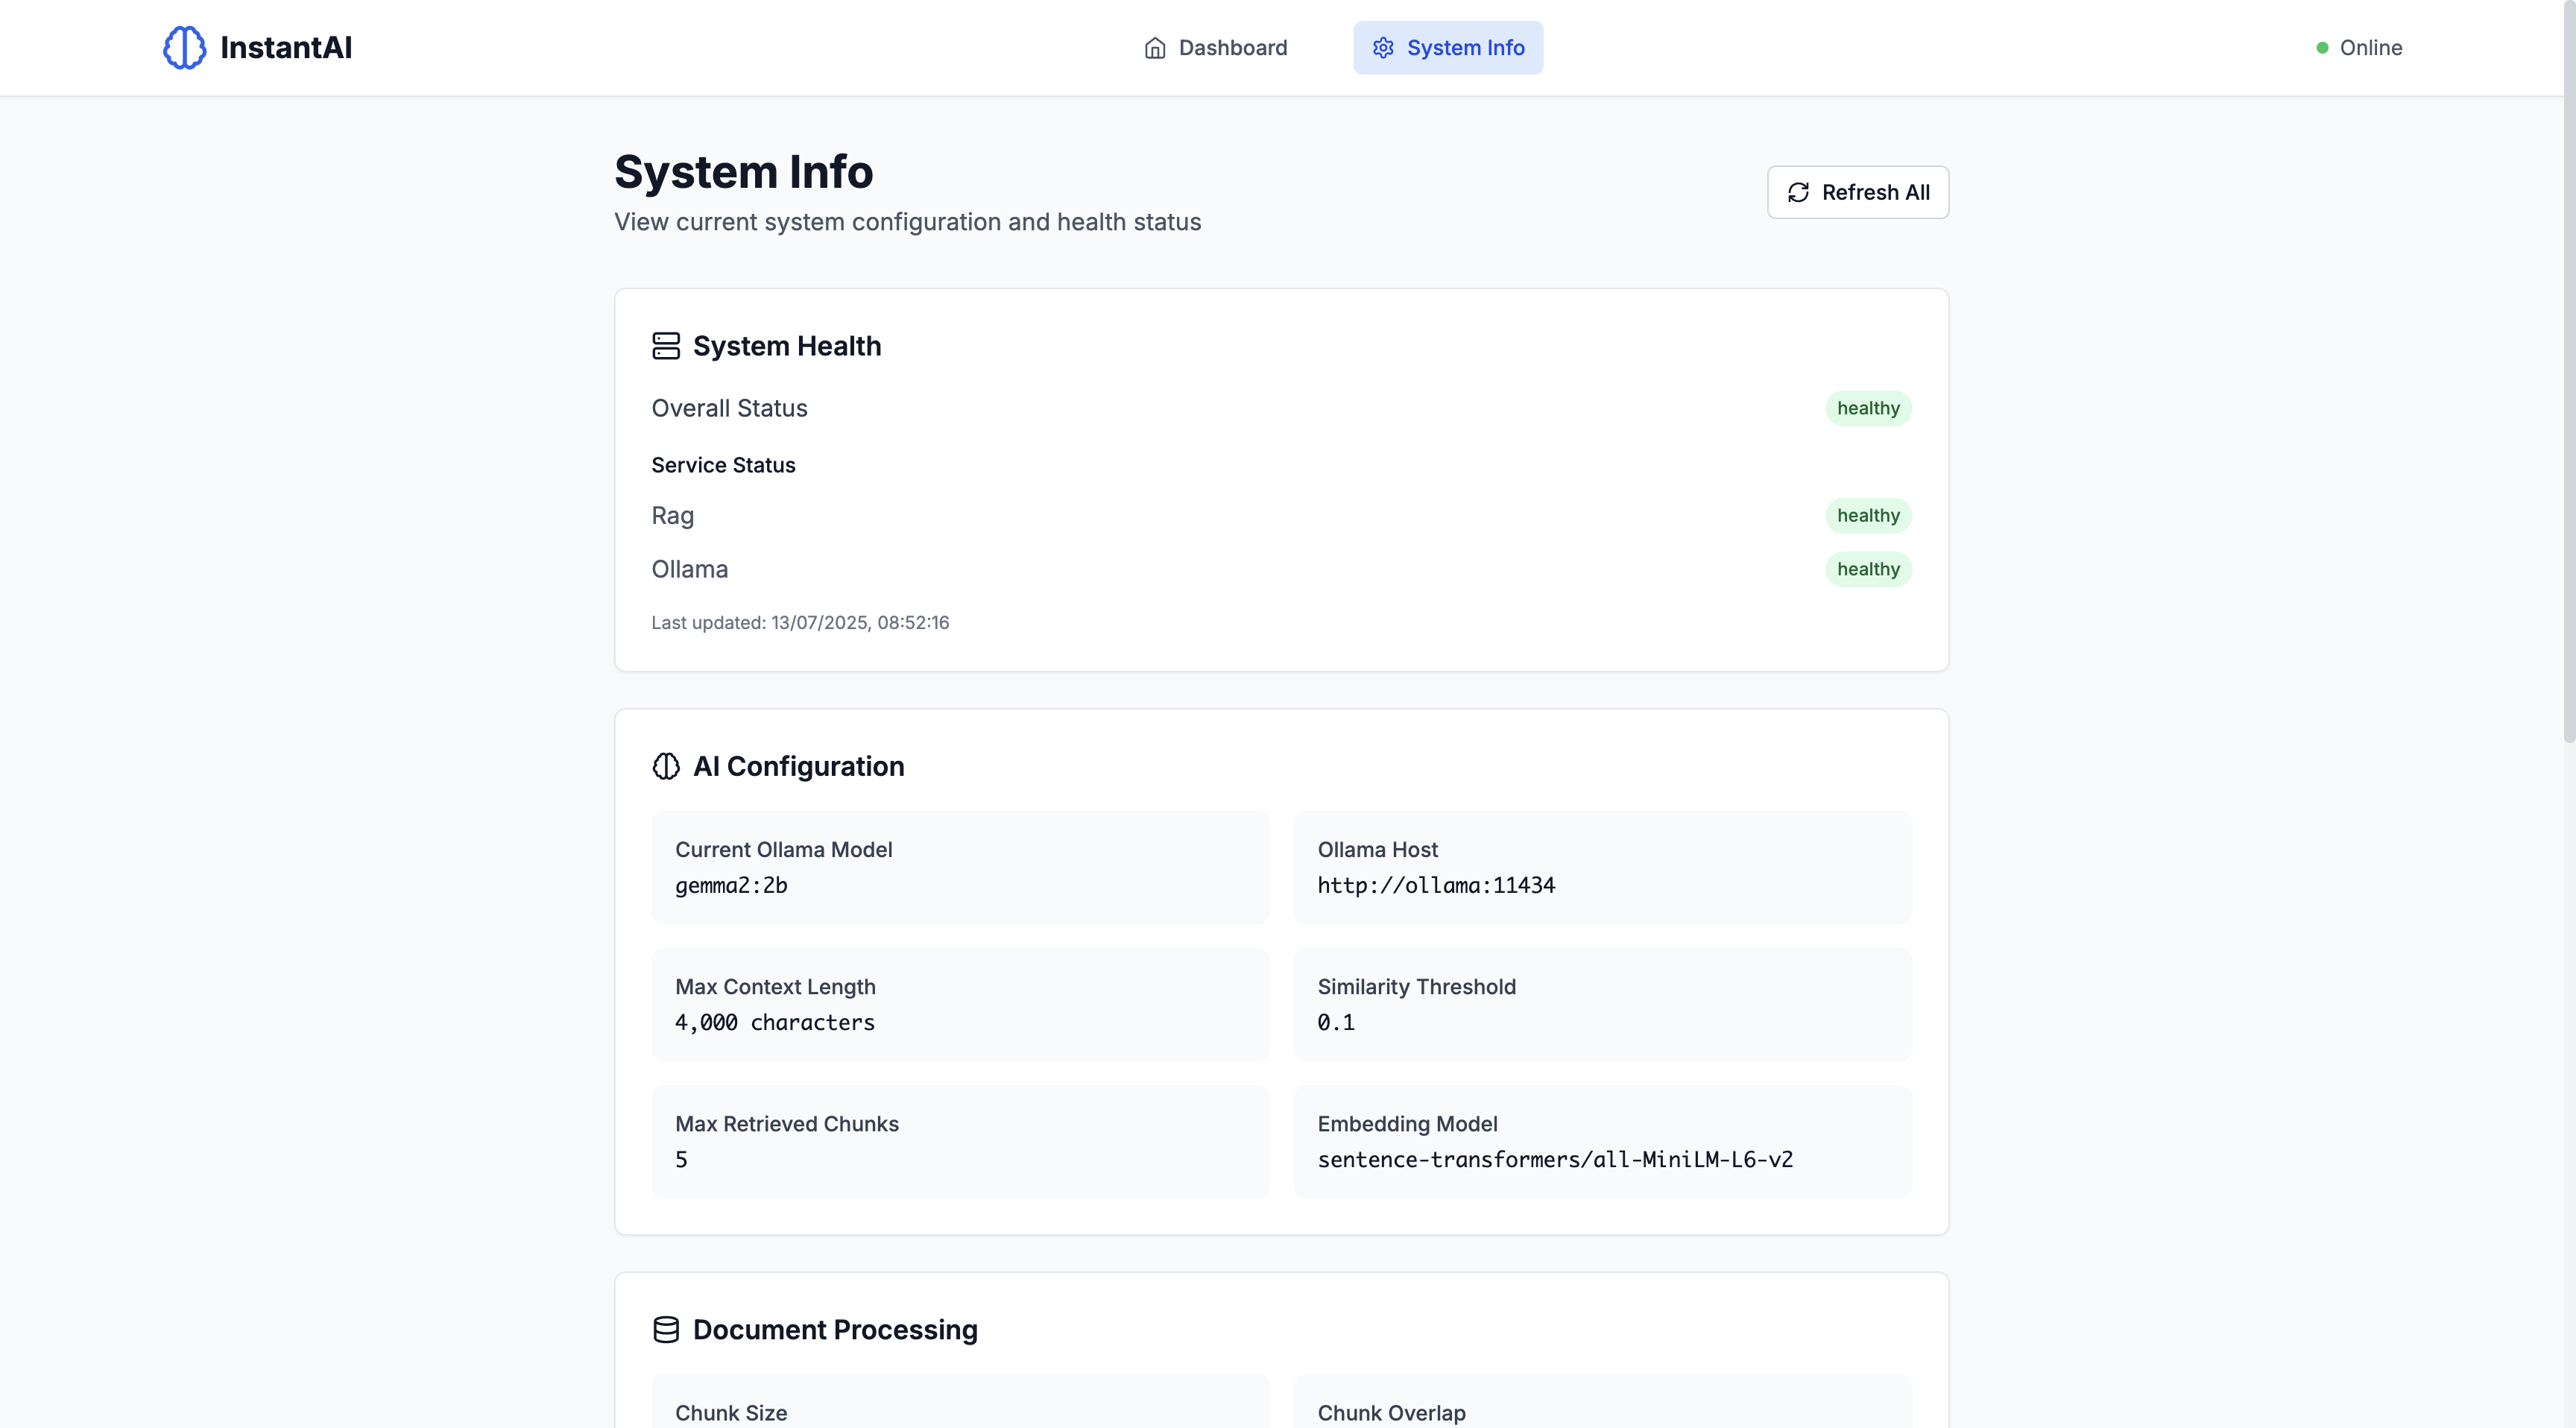 InstantAI
Dashboard
System Info
Online
System Info
View current system configuration and health status
Refresh All
System Health
Overall Status
healthy
Service Status
Rag
healthy
Ollama
healthy
Last updated: 13/07/2025, 08:52:16
AI Configuration
Current Ollama Model
gemma2:2b
Ollama Host
http://ollama:11434
Max Context Length
4,000 characters
Similarity Threshold
0.1
Max Retrieved Chunks
5
Embedding Model
sentence-transformers/all-MiniLM-L6-v2
Document Processing
Chunk Size
Chunk Overlap